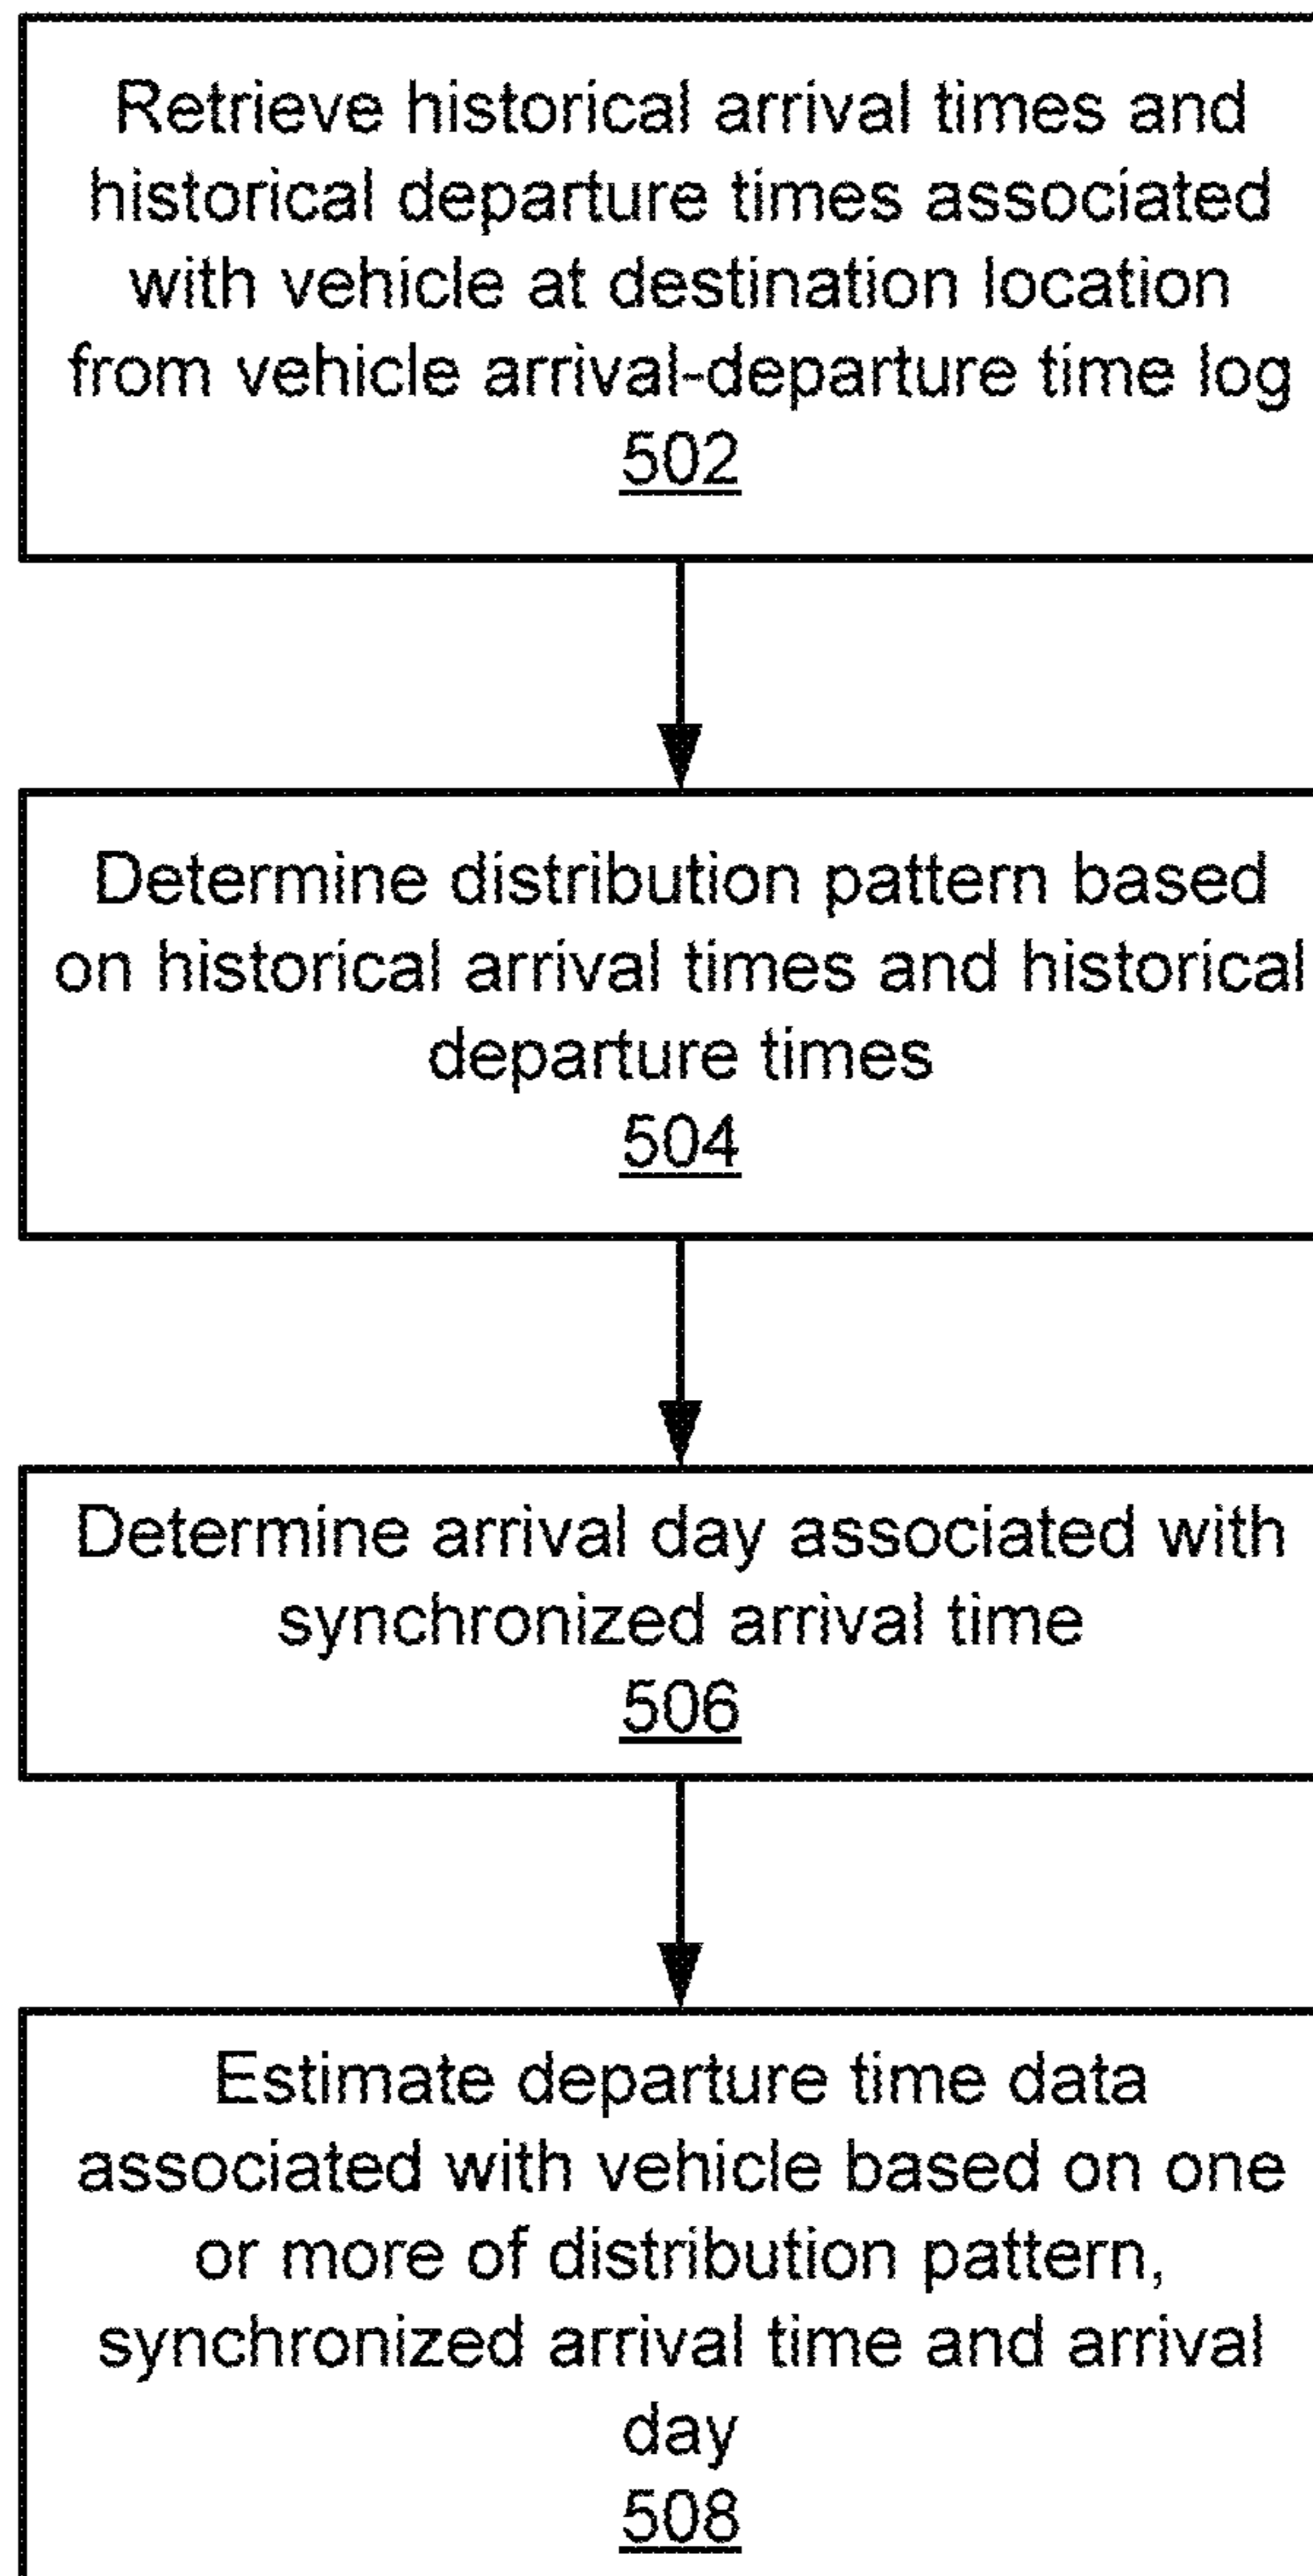 Retrieve historical arrival times and
historical departure times associated
with vehicle at destination location
from vehicle arrival-departure time log
502
Determine distribution pattern based
on historical arrival times and historical
departure times
504
Determine arrival day associated with
synchronized arrival time
506
Estimate departure time data
associated with vehicle based on one
or more of distribution pattern,
synchronized arrival time and arrival
day
508